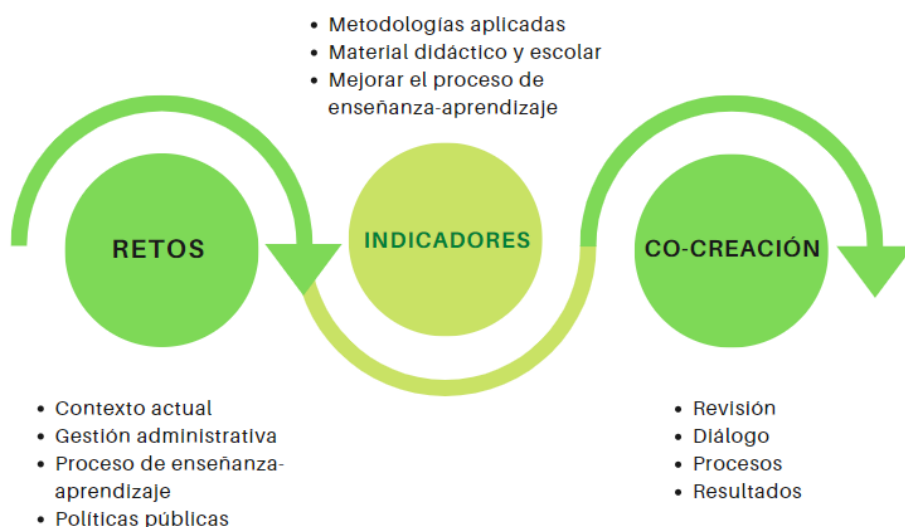 • Metodologías aplicadas
• Material didáctico y escolar
• Mejorar el proceso de
enseñanza-aprendizaje
RETOS
INDICADORES
CO-CREACIÓN
• Contexto actual
• Gestión administrativa
• Proceso de enseñanza-
aprendizaje
• Políticas públicas
• Revisión
• Diálogo
• Procesos
• Resultados